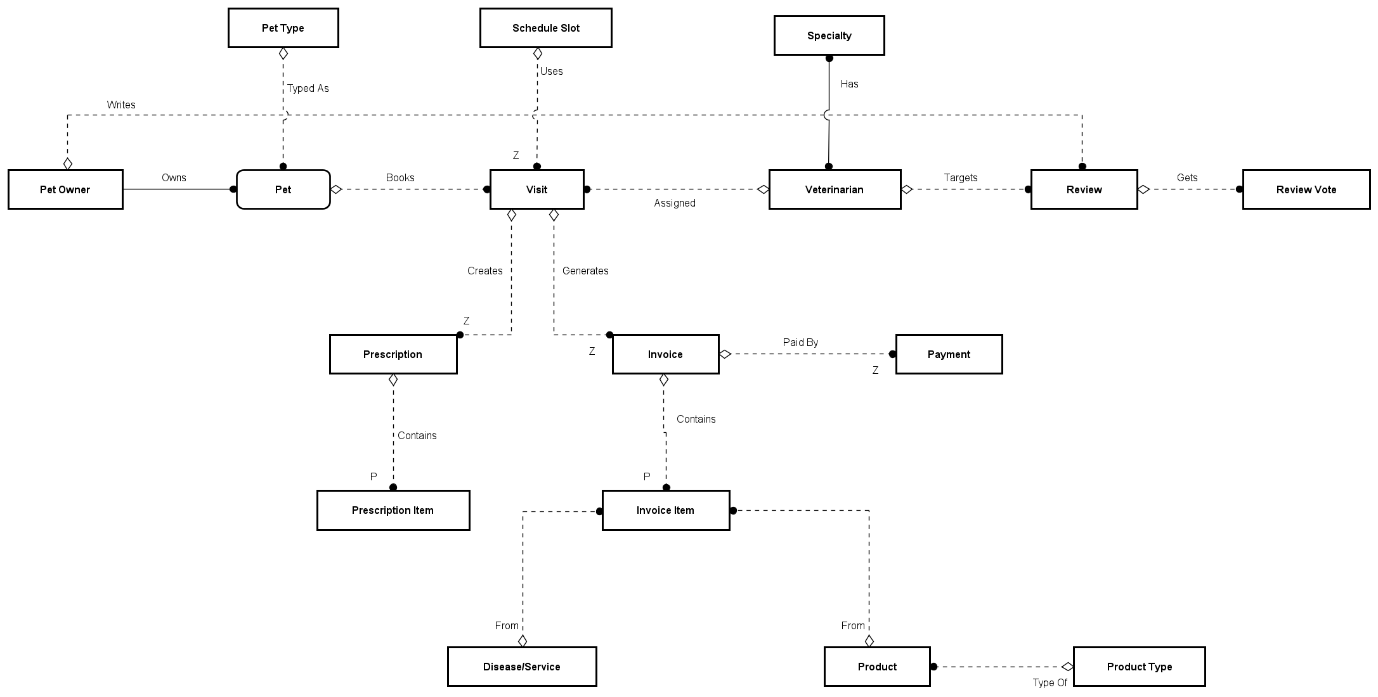 Pet Type
Schedule Slot
Specialty
Uses
Typed As
Has
Writes
Z
Pet Owner
Owns
Pet
Books
Visit
Assigned
Veterinarian
Targets
Review
Gets
Review Vote
Creates
Generates
Z
Z
Prescription
Invoice
Paid By
Z
Payment
Contains
Contains
P
P
Prescription Item
Invoice Item
From
From
Disease/Service
Product
Type Of
Product Type